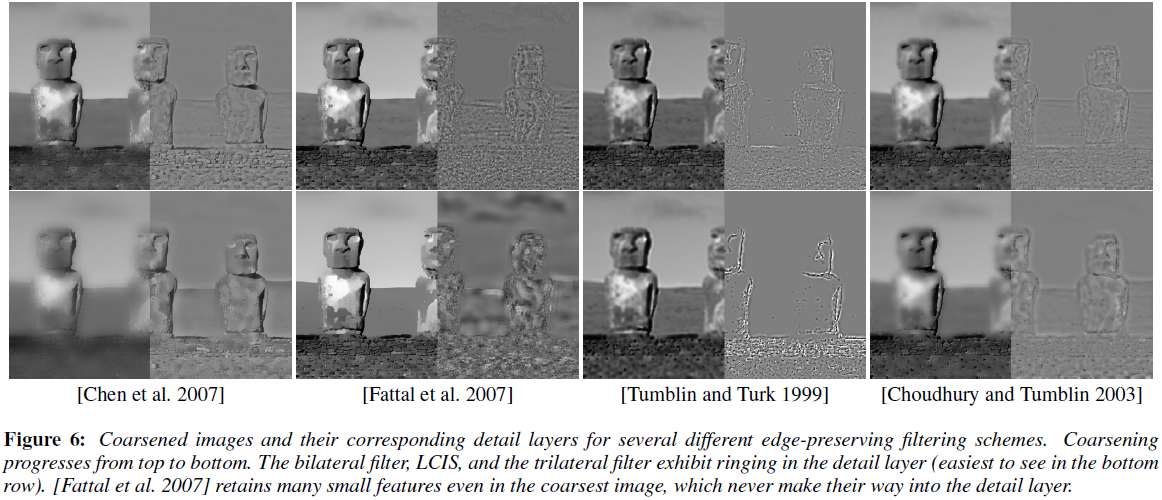 [Chen et al. 2007] [Fattal et al. 2007] [Tumblin and Turk 1999] [Choudhury and Tumblin 2003]
Figure 6: Coarsened images and their corresponding detail layers for several different edge-preserving filtering schemes. Coarsening
progresses from top to bottom. The bilateral filter, LCIS, and the trilateral filter exhibit ringing in the detail layer (easiest to see in the bottom
row). [Fattal et al. 2007] retains many small features even in the coarsest image, which never make their way into the detail layer.